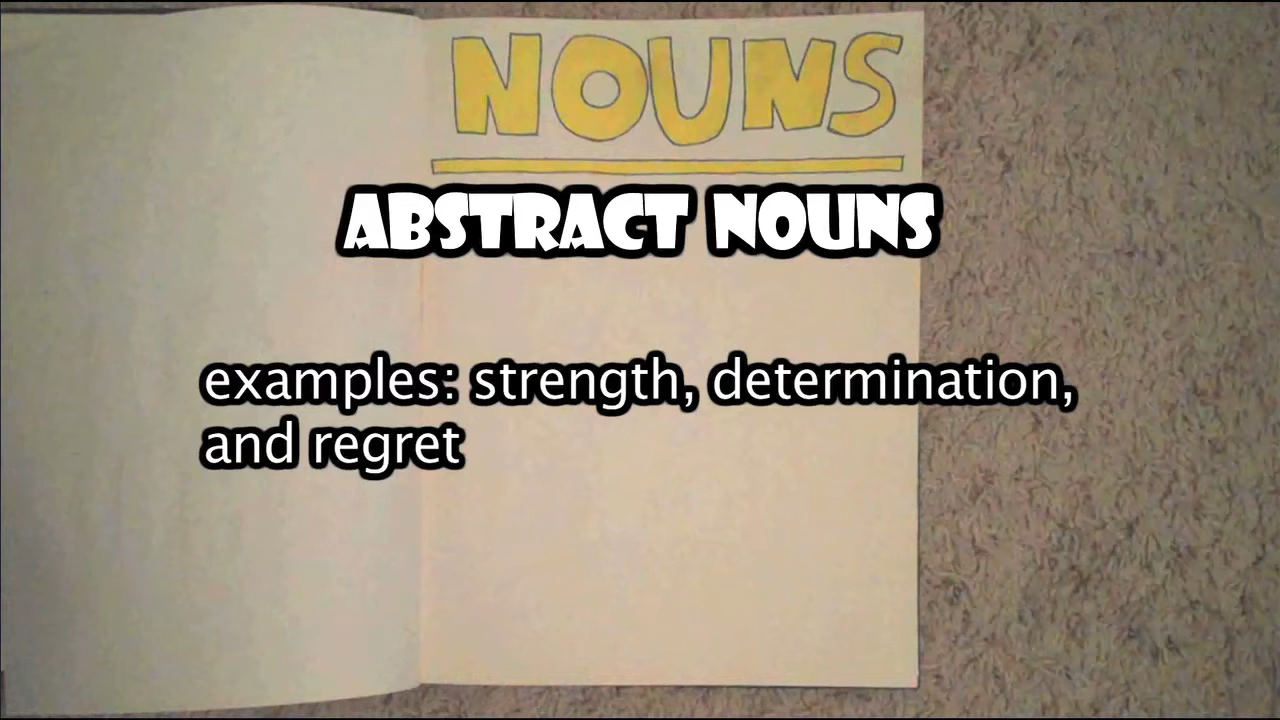 NOUNS
ABSTRACT NOUNS
examples: strength, determination,
and regret